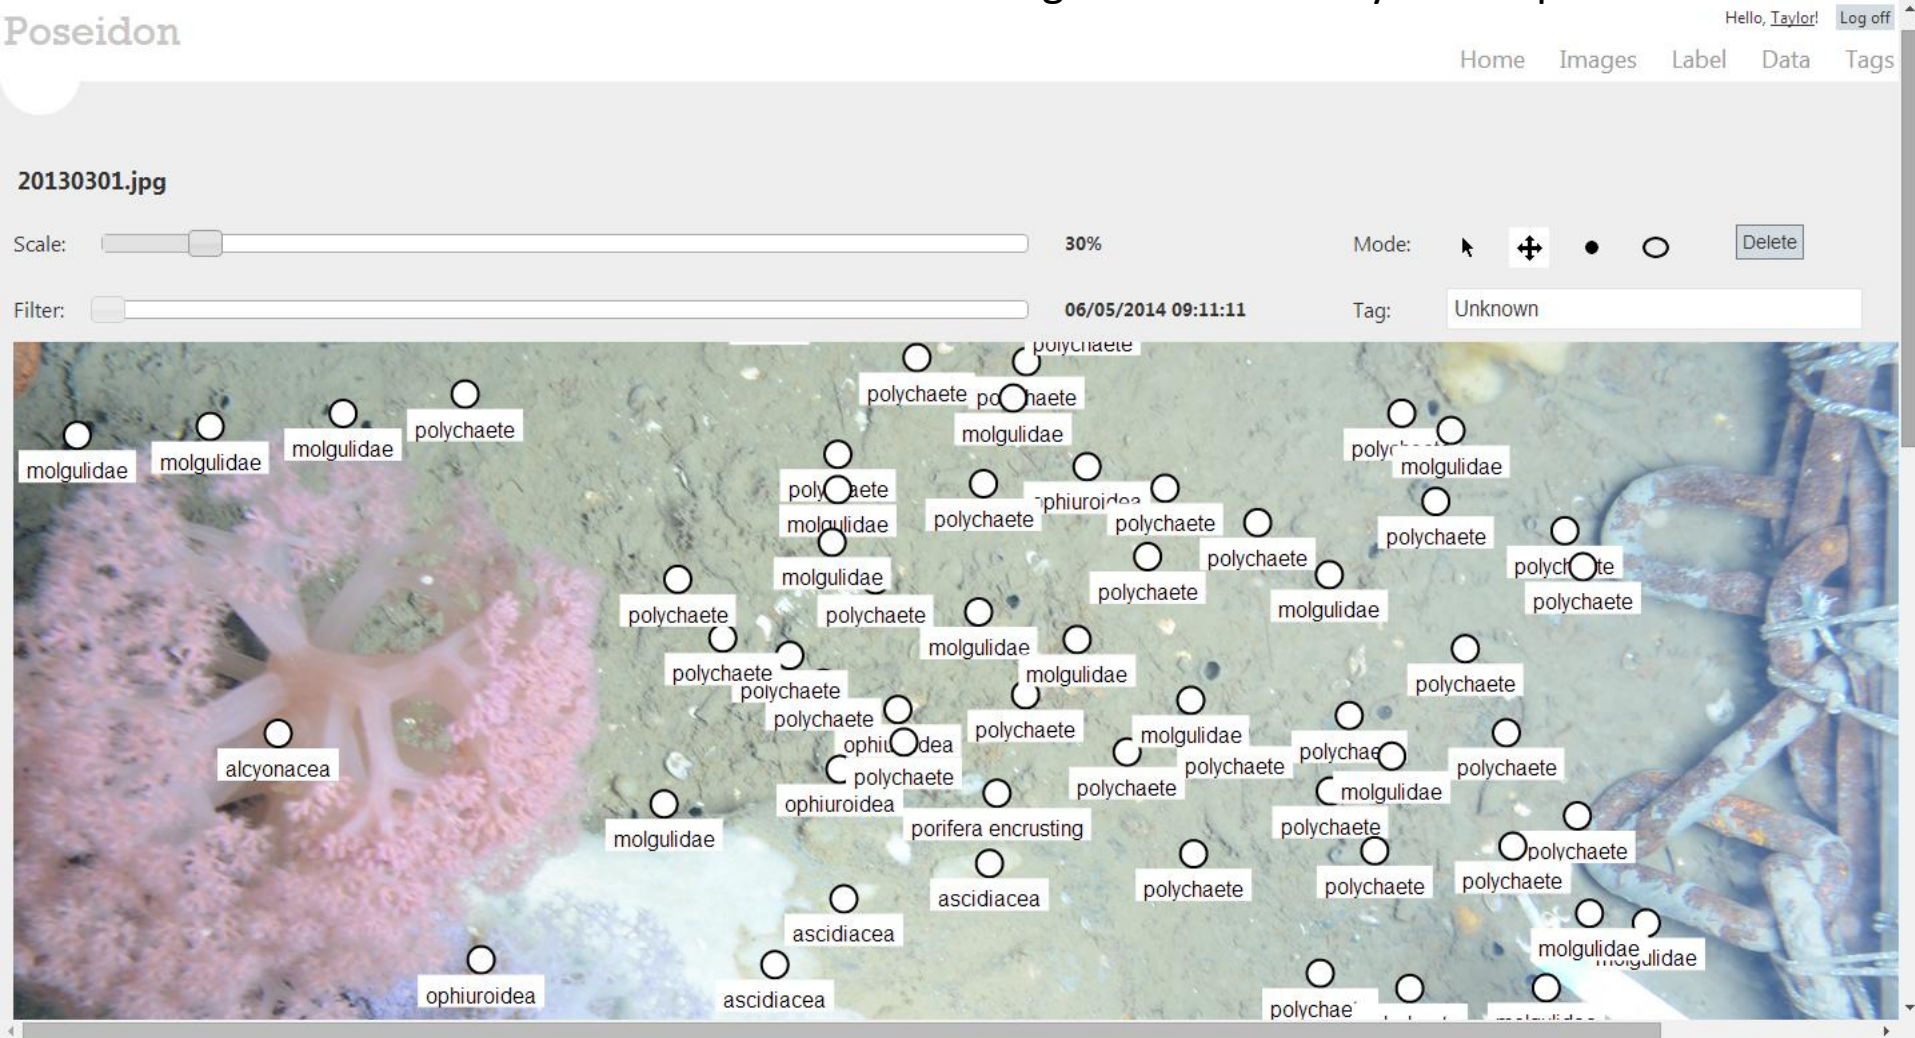 Hello, Taylor! Log off
Poseidon
Home Images Label Data Tags
20130301.jpg
Scale: 30% Mode: Delete
Filter: 06/05/2014 09:11:11 Tag: Unknown
polychaete
polychaete
molgulidae
polychaete
molgulidae
molgulidae
molgulidae
polychaete
molgulidae
molgulidae
polychaete
ophiuroidea
polychaete
polychaete
polychaete
molgulidae
polychaete
molgulidae
polychaete
polychaete
polychaete
molgulidae
polychaete
polychaete
molgulidae
molgulidae
polychaete
polychaete
polychaete
polychaete
polychaete
molgulidae
polychaete
polychaete
alcyonacea
polychaete
polychaete
molgulidae
ophiuroidea
porifera encrusting
polychaete
molgulidae
polychaete
polychaete
polychaete
polychaete
ascidiacea
ascidiacea
molgulidae
ophiuroidea
ascidiacea